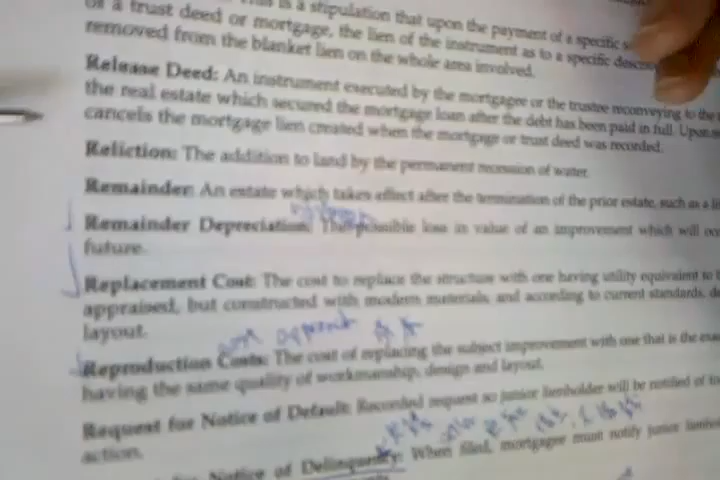 of a trust deed or mortgage, the lien of the instrument as to a specific
removed from the blanket lien on the whole area involved.
Release Deed: An instrument executed by the mortgagee or the trustee reconveying to the
the real estate which secured the mortgage loan after the debt has been paid in full. Upon
cancels the mortgage lien created when the mortgage or trust deed was recorded.
Reliction: The addition to land by the permanent recession of water.
Remainder: An estate which takes effect after the termination of the prior estate, such as a
Remainder Depreciation: The possible loss in value of an improvement which will
future.
Replacement Cost: The cost to replace the structure with one having utility equivalent to
appraised, but constructed with modern materials, and according to current standards,
layout.
Reproduction Costs: The cost of replacing the subject improvement with one that is the
having the same quality of workmanship, design and layout.
Request for Notice of Default: Recorded request so junior lienholder will be notified of
action.
for Notice of Delinquency: When filed, mortgagee must notify junior